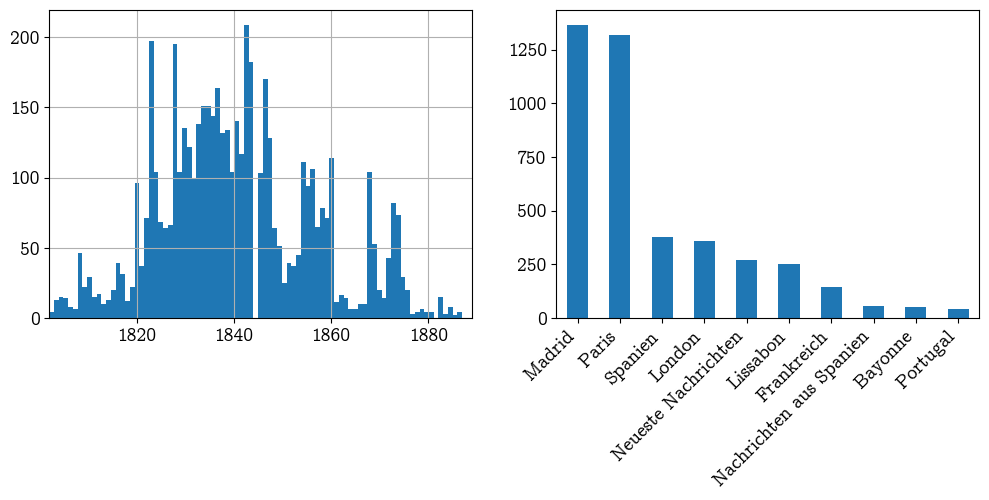 200
150
100
50
0
1820 1840 1860 1880
1250
1000
750
500
250
0
Madrid
Paris
Spanien
London
Neueste Nachrichten
Lissabon
Frankreich
Nachrichten aus Spanien
Bayonne
Portugal